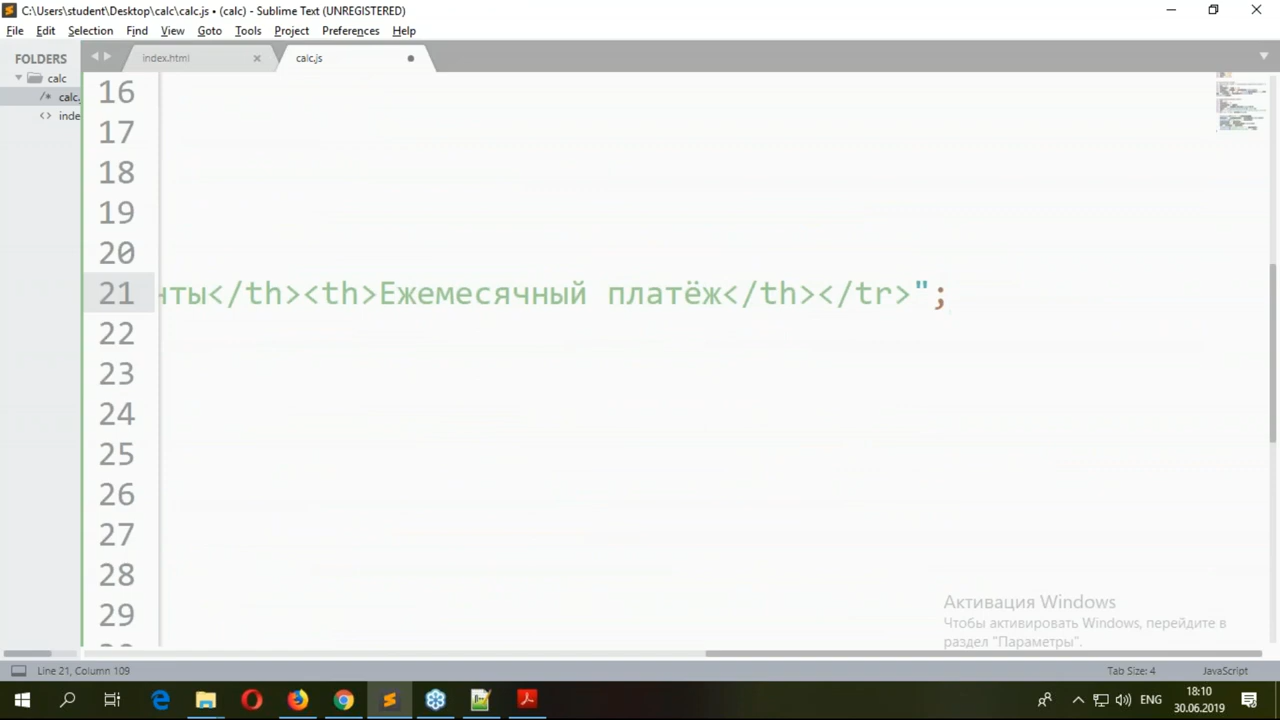 C:\Users\student\Desktop\calc\calc.js • (calc) - Sublime Text (UNREGISTERED)
File Edit Selection Find View Goto Tools Project Preferences Help
FOLDERS
calc
/* calc.
<> inde
index.html
calc.js
16
17
18
19
20
21 нты</th><th>Ежемесячный платёж</th></tr>";
22
23
24
25
26
27
28
29
Активация Windows
Чтобы активировать Windows, перейдите в
раздел "Параметры".
Line 21, Column 109
Tab Size: 4
JavaScript
ENG
18:10
30.06.2019